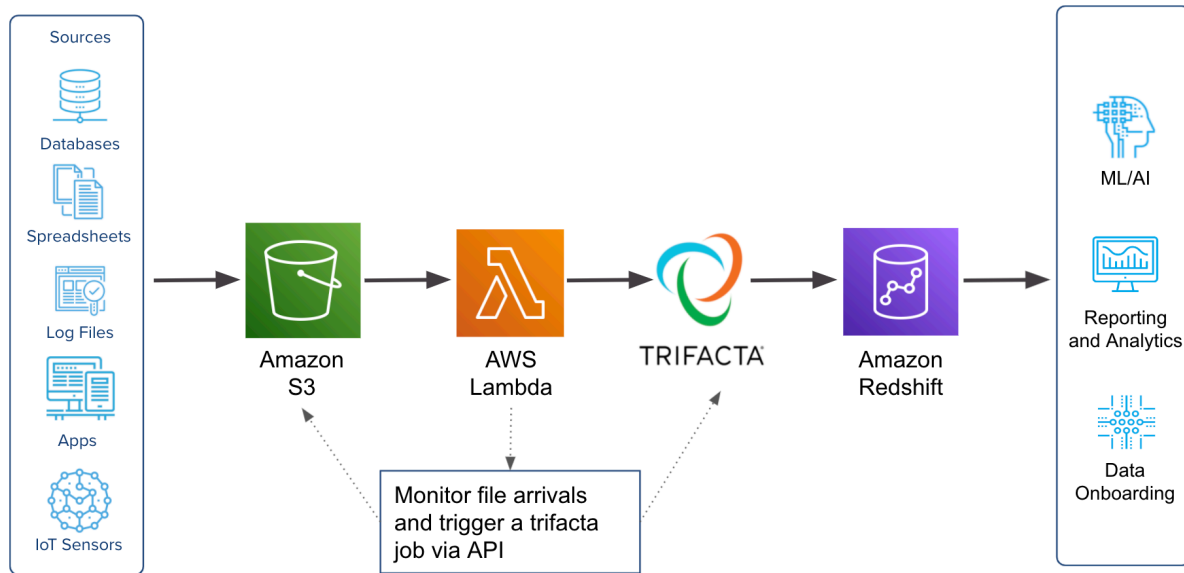 Sources
Databases
Spreadsheets
Log Files
Apps
IoT Sensors
Amazon
S3
AWS
Lambda
TRIFACTA
Amazon
Redshift
Monitor file arrivals
and trigger a trifacta
job via API
ML/AI
Reporting
and Analytics
Data
Onboarding